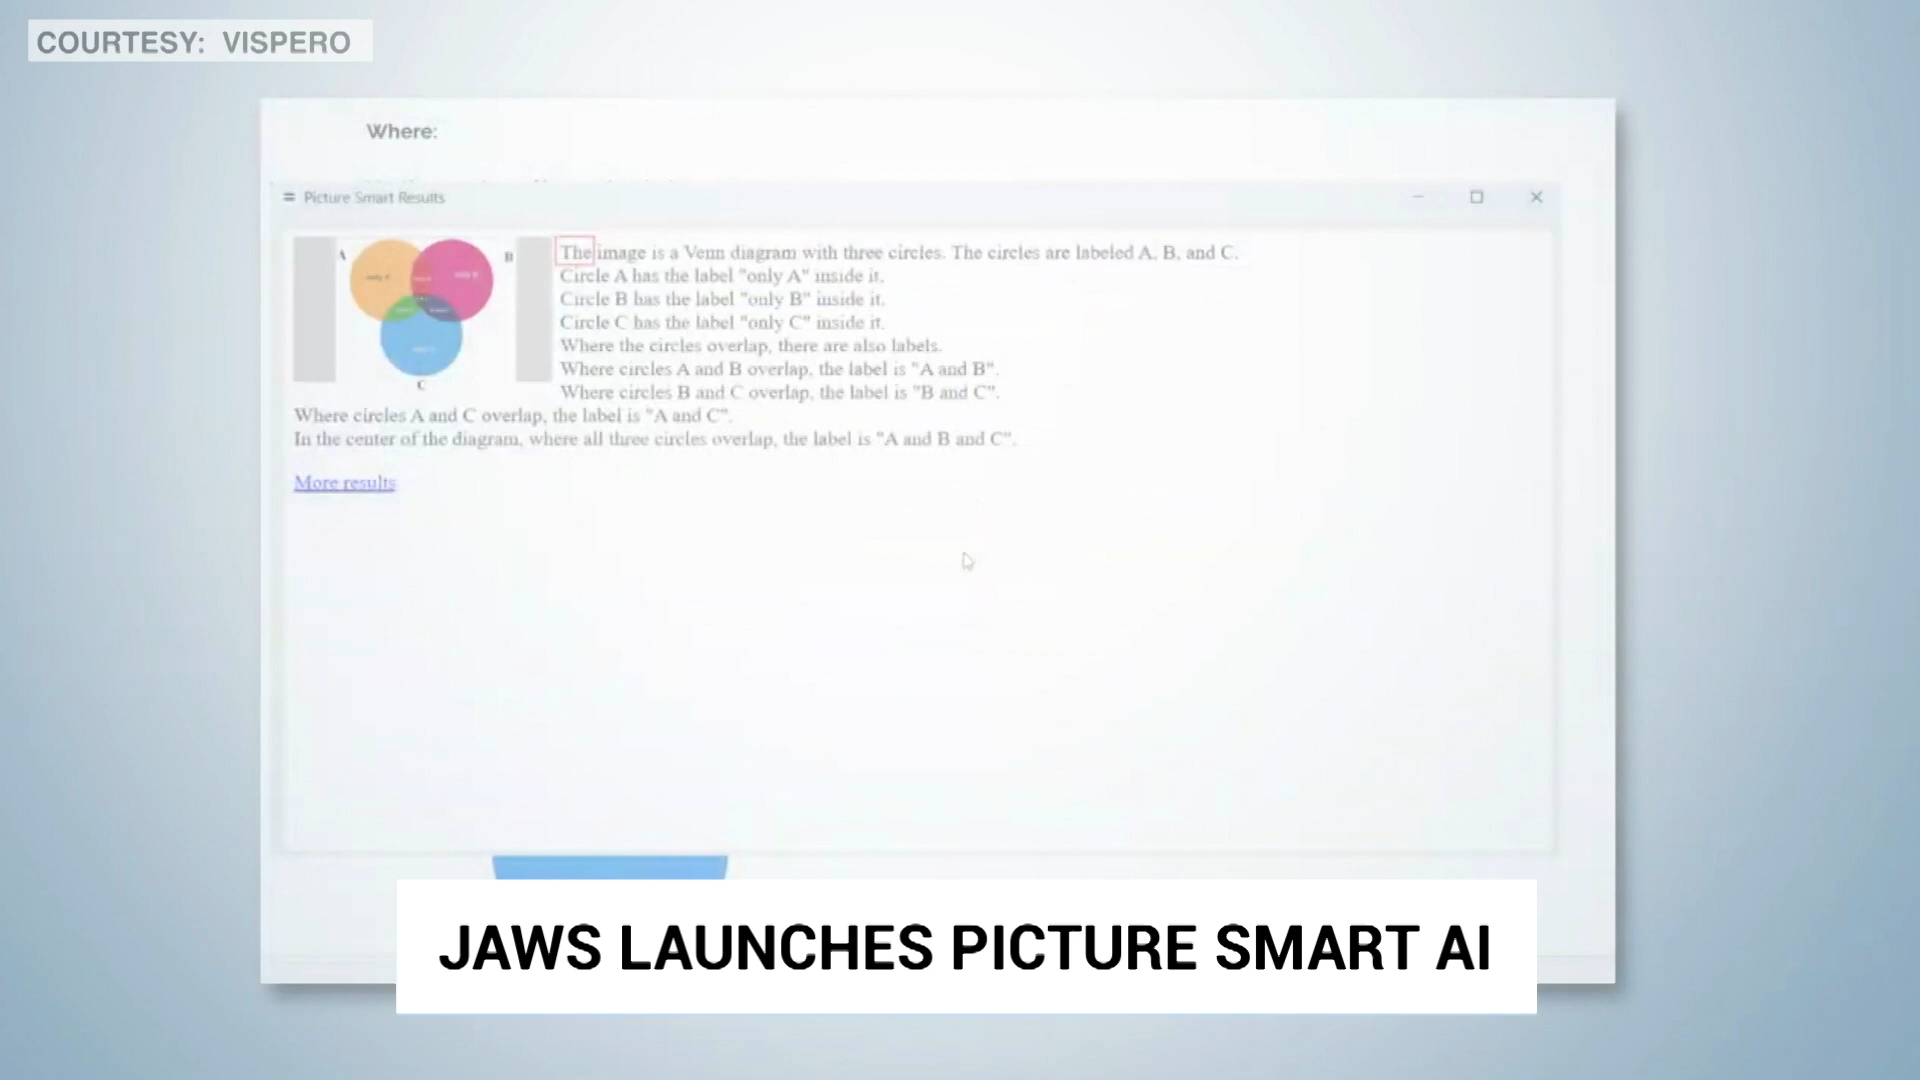 COURTESY: VISPERO
Where:
Picture Smart Results
A
B
C
The image is a Venn diagram with three circles. The circles are labeled A, B, and C.
Circle A has the label "only A" inside it.
Circle B has the label "only B" inside it.
Circle C has the label "only C" inside it.
Where the circles overlap, there are also labels.
Where circles A and B overlap, the label is "A and B".
Where circles B and C overlap, the label is "B and C".
Where circles A and C overlap, the label is "A and C".
In the center of the diagram, where all three circles overlap, the label is "A and B and C".
More results
JAWS LAUNCHES PICTURE SMART AI